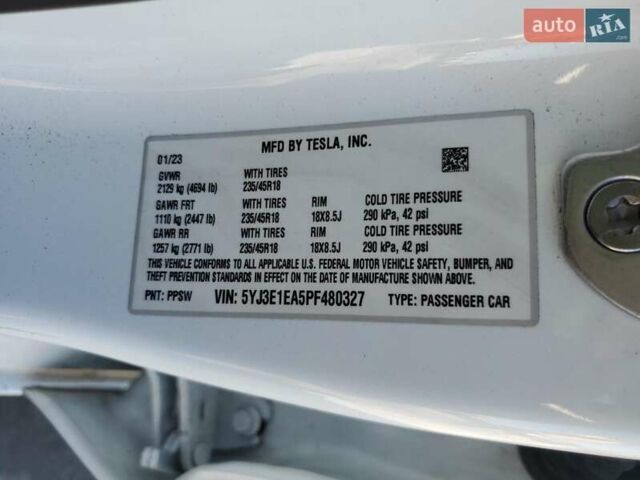 auto RIA
MFD BY TESLA, INC.
01/23
GVWR WITH TIRES
2129 kg (4694 lb) 235/45R18
GAWR FRT WITH TIRES RIM COLD TIRE PRESSURE
1110 kg (2447 lb) 235/45R18 18X8.5J 290 kPa, 42 psi
GAWR RR WITH TIRES RIM COLD TIRE PRESSURE
1257 kg (2771 lb) 235/45R18 18X8.5J 290 kPa, 42 psi
THIS VEHICLE CONFORMS TO ALL APPLICABLE U.S. FEDERAL MOTOR VEHICLE SAFETY, BUMPER, AND
THEFT PREVENTION STANDARDS IN EFFECT ON THE DATE OF MANUFACTURE SHOWN ABOVE.
PNT: PPSW VIN: 5YJ3E1EA5PF480327 TYPE: PASSENGER CAR